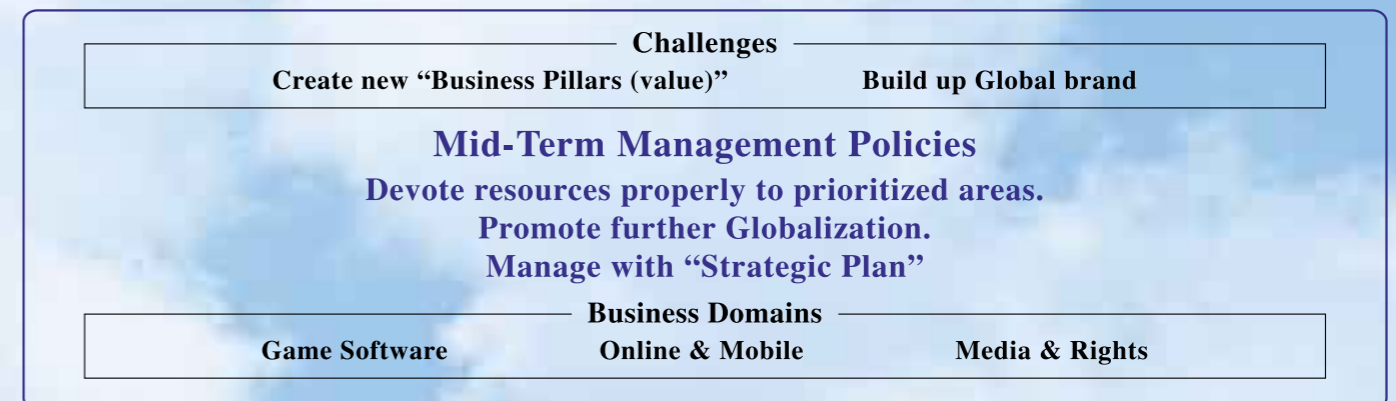 Challenges
Create new “Business Pillars (value)” Build up Global brand
Mid-Term Management Policies
Devote resources properly to prioritized areas.
Promote further Globalization.
Manage with “Strategic Plan”
Business Domains
Game Software Online & Mobile Media & Rights